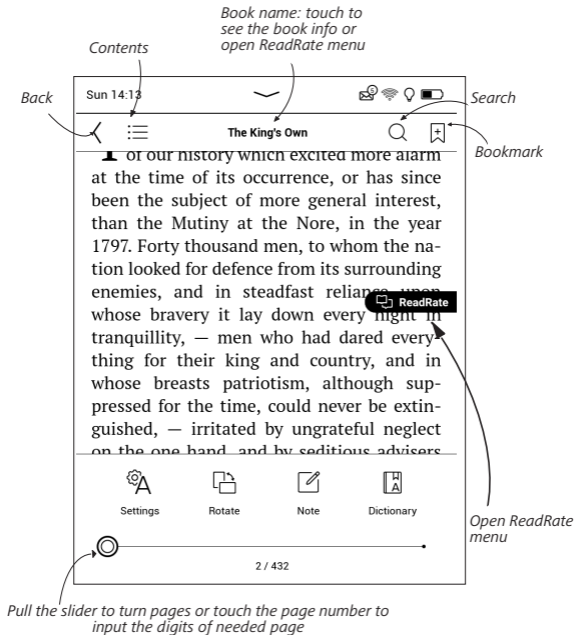 Book name: touch to
see the book info or
open ReadRate menu
Contents
Back
Search
Bookmark
Sun 14:13
5
The King's Own
I of our history which excited more alarm
at the time of its occurrence, or has since
been the subject of more general interest,
than the Mutiny at the Nore, in the year
1797. Forty thousand men, to whom the na-
tion looked for defence from its surrounding
enemies, and in steadfast reliance upon
ReadRate
whose bravery it lay down every night in
tranquillity, — men who had dared every-
thing for their king and country, and in
whose breasts patriotism, although sup-
pressed for the time, could never be extin-
guished, — irritated by ungrateful neglect
on the one hand, and by seditious advisers
Settings Rotate Note Dictionary
Open ReadRate
menu
2 / 432
Pull the slider to turn pages or touch the page number to
input the digits of needed page